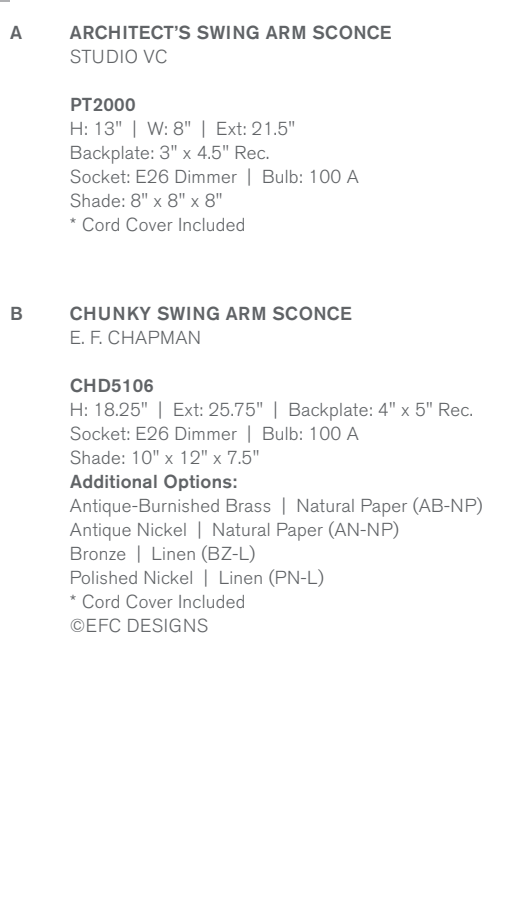 A ARCHITECT'S SWING ARM SCONCE
STUDIO VC
PT2000
H: 13" | W: 8" | Ext: 21.5"
Backplate: 3" x 4.5" Rec.
Socket: E26 Dimmer | Bulb: 100 A
Shade: 8" x 8" x 8"
* Cord Cover Included
B CHUNKY SWING ARM SCONCE
E. F. CHAPMAN
CHD5106
H: 18.25" | Ext: 25.75" | Backplate: 4" x 5" Rec.
Socket: E26 Dimmer | Bulb: 100 A
Shade: 10" x 12" x 7.5"
Additional Options:
Antique-Burnished Brass | Natural Paper (AB-NP)
Antique Nickel | Natural Paper (AN-NP)
Bronze | Linen (BZ-L)
Polished Nickel | Linen (PN-L)
* Cord Cover Included
©EFC DESIGNS